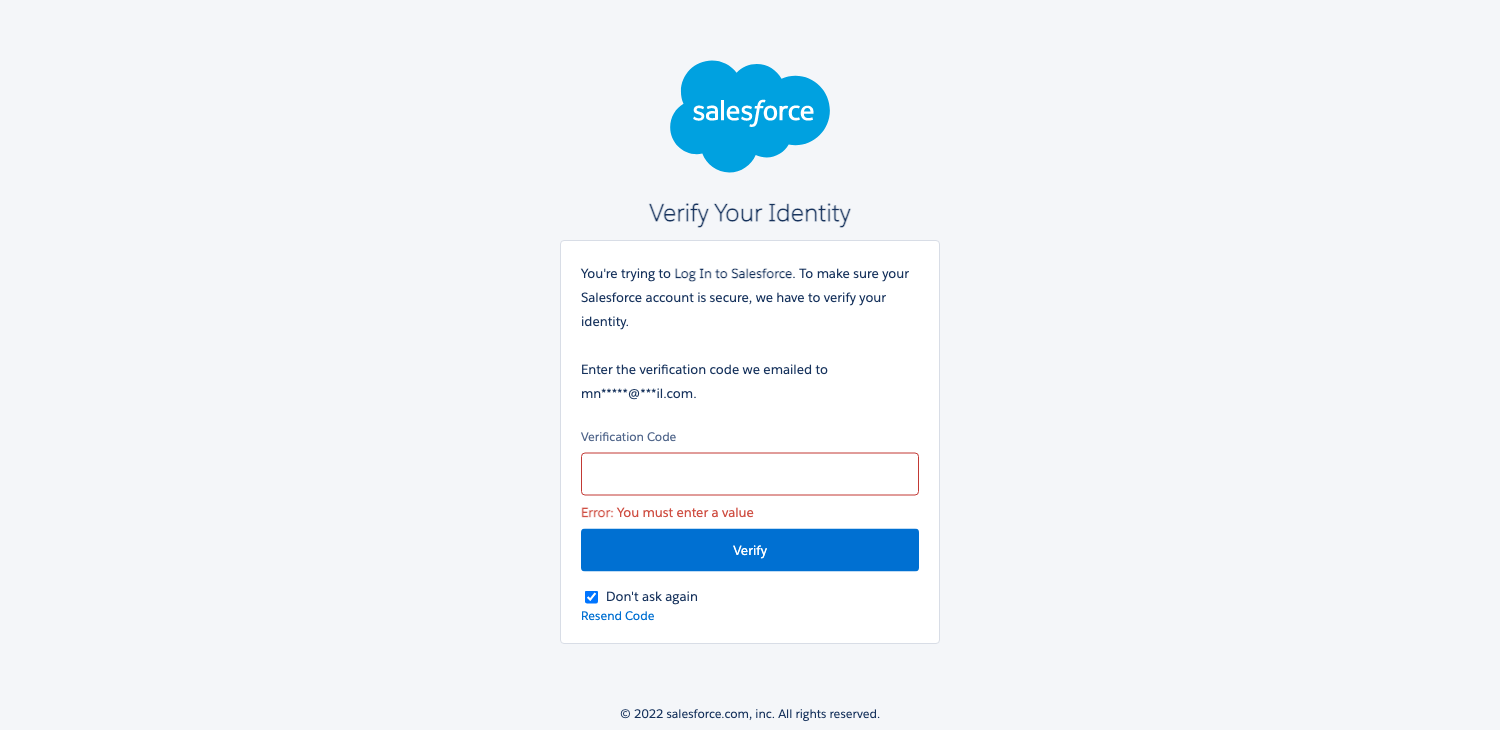 salesforce
Verify Your Identity
You're trying to Log In to Salesforce. To make sure your
Salesforce account is secure, we have to verify your
identity.
Enter the verification code we emailed to
mn*****@***il.com.
Verification Code
Error: You must enter a value
Verify
Don't ask again
Resend Code
© 2022 salesforce.com, inc. All rights reserved.